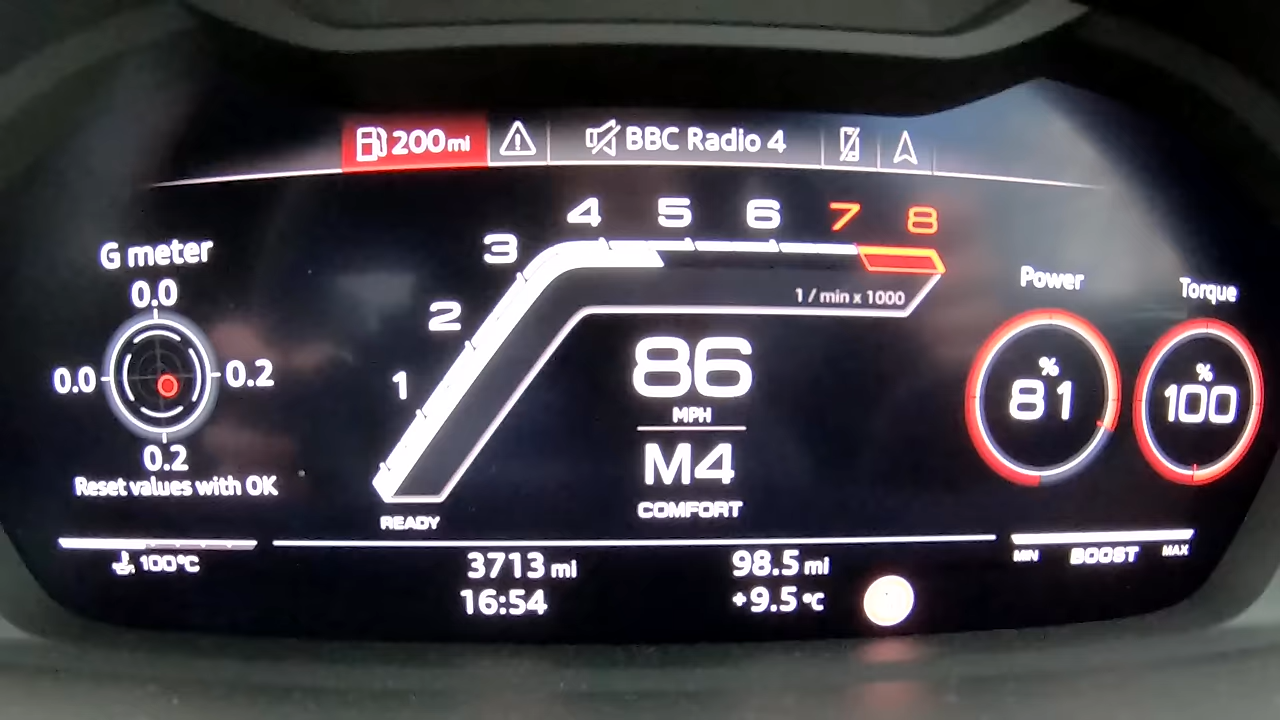 200 mi
BBC Radio 4
G meter
0.0
0.0
0.2
0.2
Reset values with OK
1
2
3
4
5
6
7
8
1 / min x 1000
READY
86
MPH
M4
COMFORT
Power
%
81
Torque
%
100
100°C
3713 mi
98.5 mi
16:54
+9.5 °C
MIN
BOOST
MAX